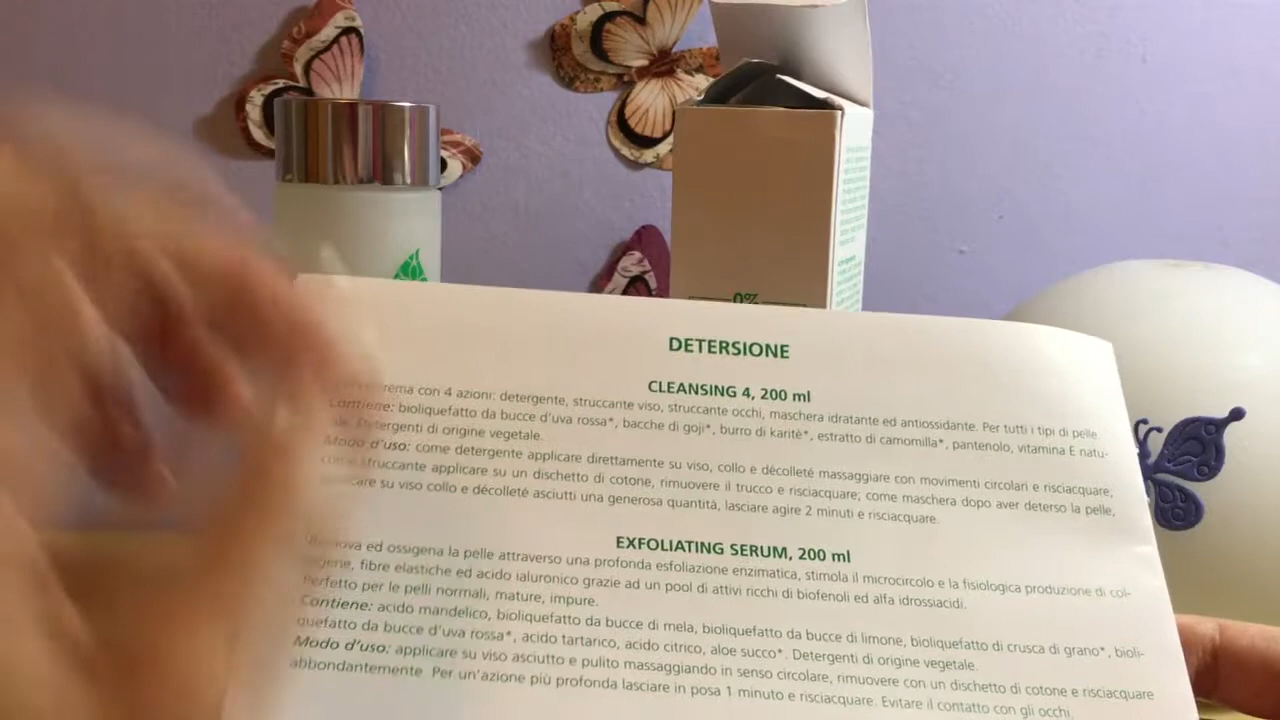 0%
DETERSIONE
CLEANSING 4, 200 ml
con 4 azioni: detergente, struccante viso, struccante occhi, maschera idratante ed antiossidante. Per tutti i tipi di pelle
Contiene: bioliquefatto da bucce d'uva rossa*, bacche di goji*, burro di karitè*, estratto di camomilla*, pantenolo, vitamina E natu-
Detergenti di origine vegetale.
Modo d'uso: come detergente applicare direttamente su viso, collo e décolleté massaggiare con movimenti circolari e risciacquare;
come struccante applicare su un dischetto di cotone, rimuovere il trucco e risciacquare; come maschera dopo aver deterso la pelle,
su viso collo e décolleté asciutti una generosa quantità, lasciare agire 2 minuti e risciacquare.
EXFOLIATING SERUM, 200 ml
ed ossigena la pelle attraverso una profonda esfoliazione enzimatica, stimola il microcircolo e la fisiologica produzione di col-
fibre elastiche ed acido ialuronico grazie ad un pool di attivi ricchi di biofenoli ed alfa idrossiacidi.
Perfetto per le pelli normali, mature, impure.
Contiene: acido mandelico, bioliquefatto da bucce di mela, bioliquefatto da bucce di limone, bioliquefatto di crusca di grano*, bioli-
quefatto da bucce d'uva rossa*, acido tartarico, acido citrico, aloe succo*. Detergenti di origine vegetale.
Modo d'uso: applicare su viso asciutto e pulito massaggiando in senso circolare, rimuovere con un dischetto di cotone e risciacquare
abbondantemente. Per un'azione più profonda lasciare in posa 1 minuto e risciacquare. Evitare il contatto con gli occhi.